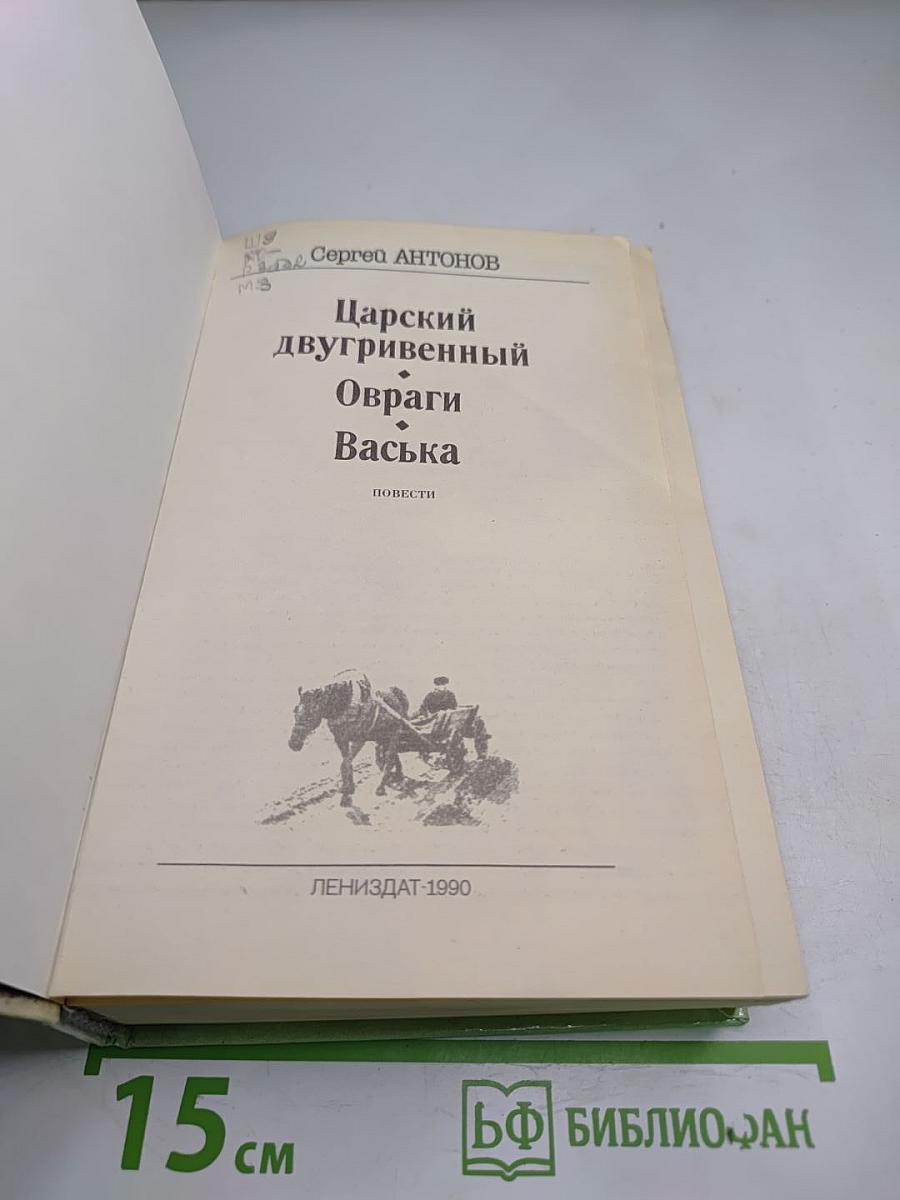 Сергей АНТОНОВ
Царский
двугривенный
Овраги
Васька
ПОВЕСТИ
ЛЕНИЗДАТ-1990
15 см
БФ БИБЛИОФАН